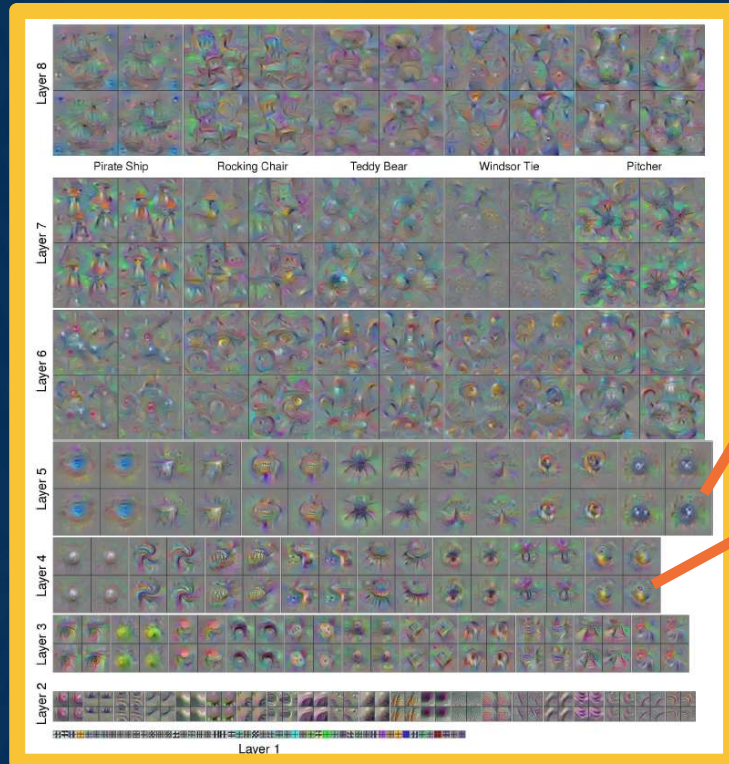 Layer 8
Pirate Ship Rocking Chair Teddy Bear Windsor Tie Pitcher
Layer 7
Layer 6
Layer 5
Layer 4
Layer 3
Layer 2
Layer 1